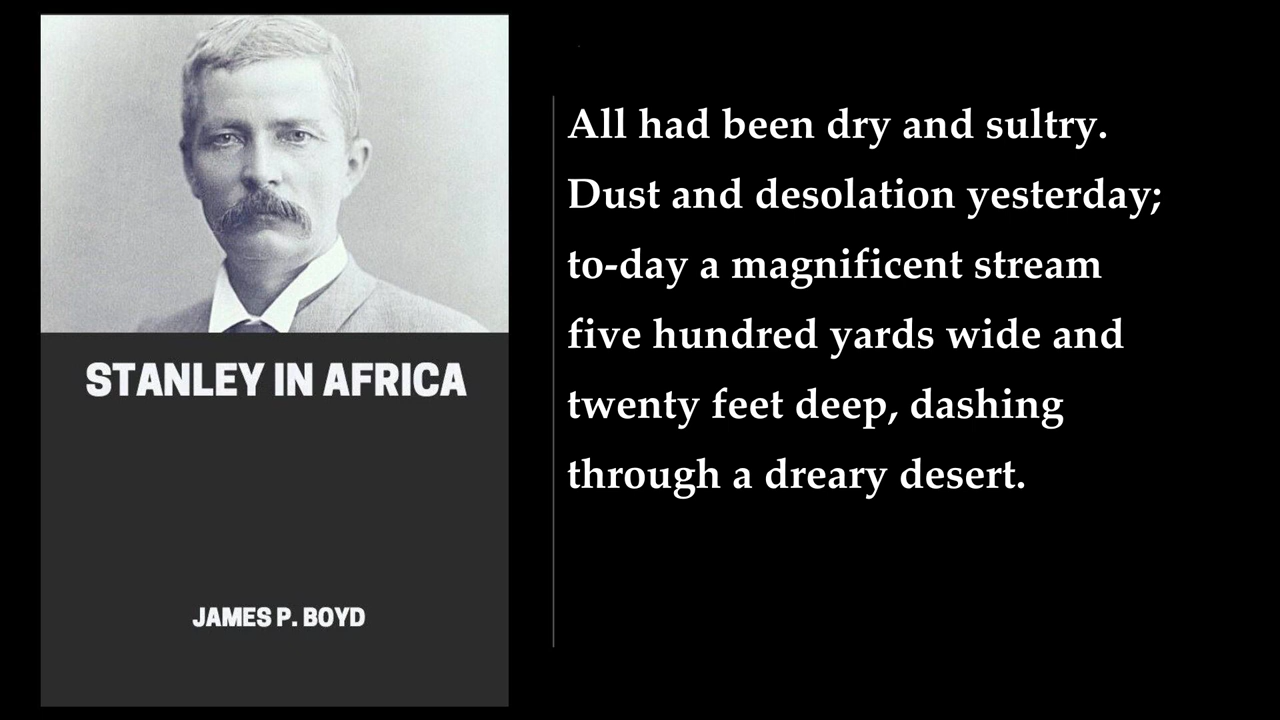 STANLEY IN AFRICA
JAMES P. BOYD
All had been dry and sultry.
Dust and desolation yesterday;
to-day a magnificent stream
five hundred yards wide and
twenty feet deep, dashing
through a dreary desert.